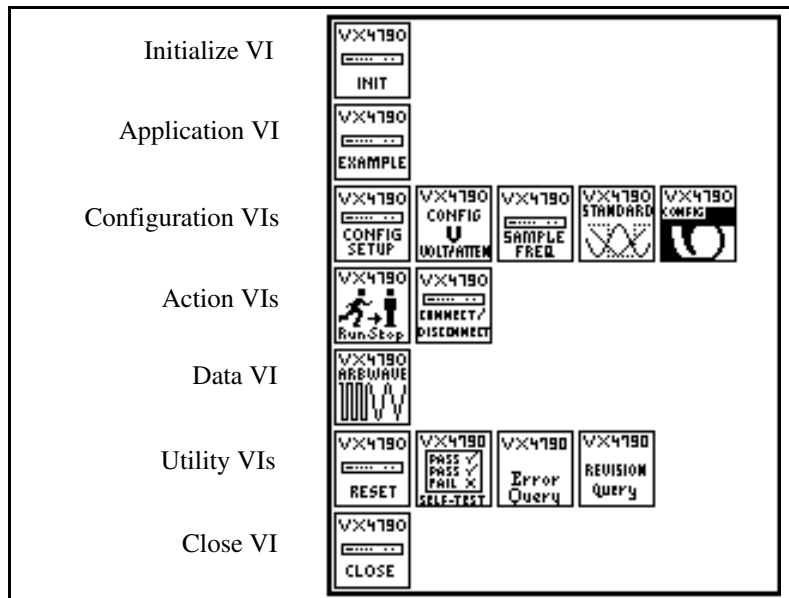 Initialize VI
VX4790
INIT
Application VI
VX4790
EXAMPLE
Configuration VIs
VX4790
CONFIG
SETUP
VX4790
CONFIG
V
VOLT/ATTEN
VX4790
SAMPLE
FREQ
VX4790
STANDARD
VX4790
CONFIG
Action VIs
VX4790
Run-Stop
VX4790
CONNECT/
DISCONNECT
Data VI
VX4790
ARBWAVE
Utility VIs
VX4790
RESET
VX4790
PASS ✓
PASS ✓
FAIL X
SELF-TEST
VX4790
Error
Query
VX4790
REVISION
Query
Close VI
VX4790
CLOSE